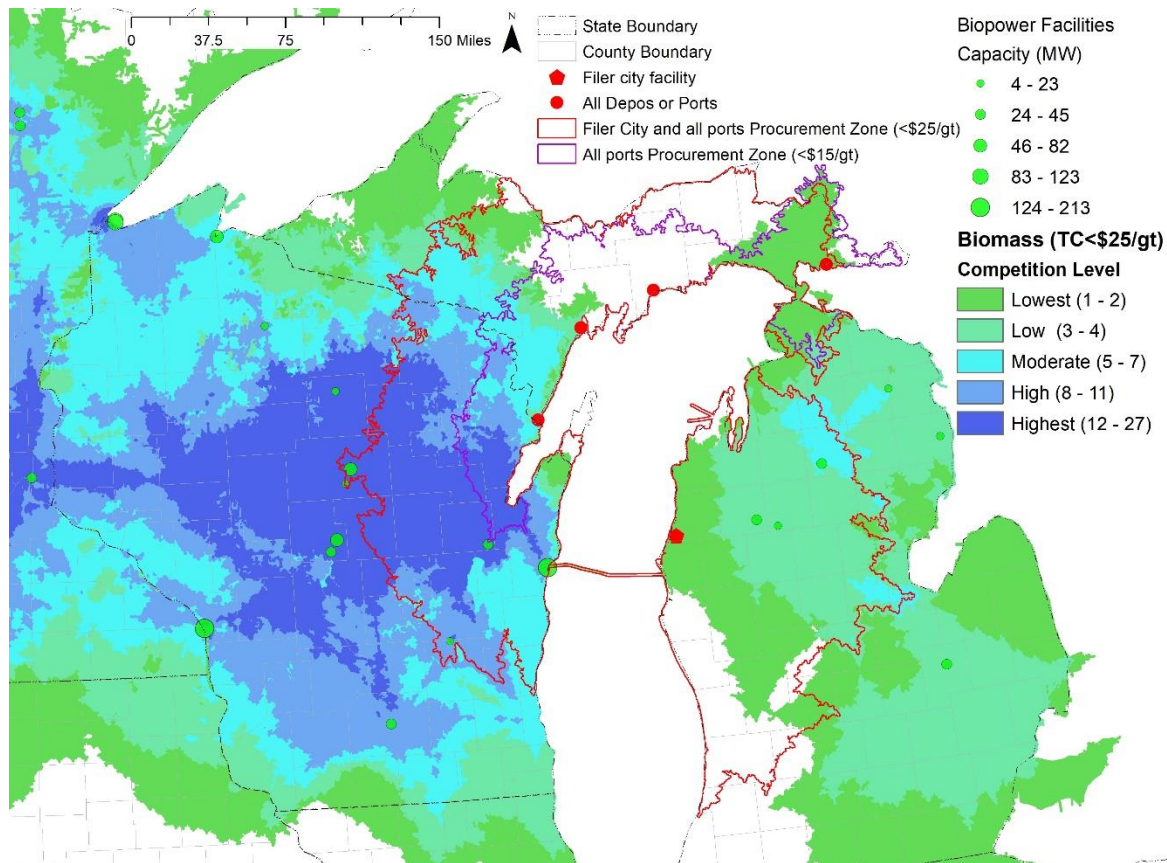 0 37.5 75 150 Miles
N
State Boundary
County Boundary
Filer city facility
All Depos or Ports
Filer City and all ports Procurement Zone (<$25/gt)
All ports Procurement Zone (<$15/gt)
Biopower Facilities
Capacity (MW)
4 - 23
24 - 45
46 - 82
83 - 123
124 - 213
Biomass (TC<$25/gt)
Competition Level
Lowest (1 - 2)
Low (3 - 4)
Moderate (5 - 7)
High (8 - 11)
Highest (12 - 27)